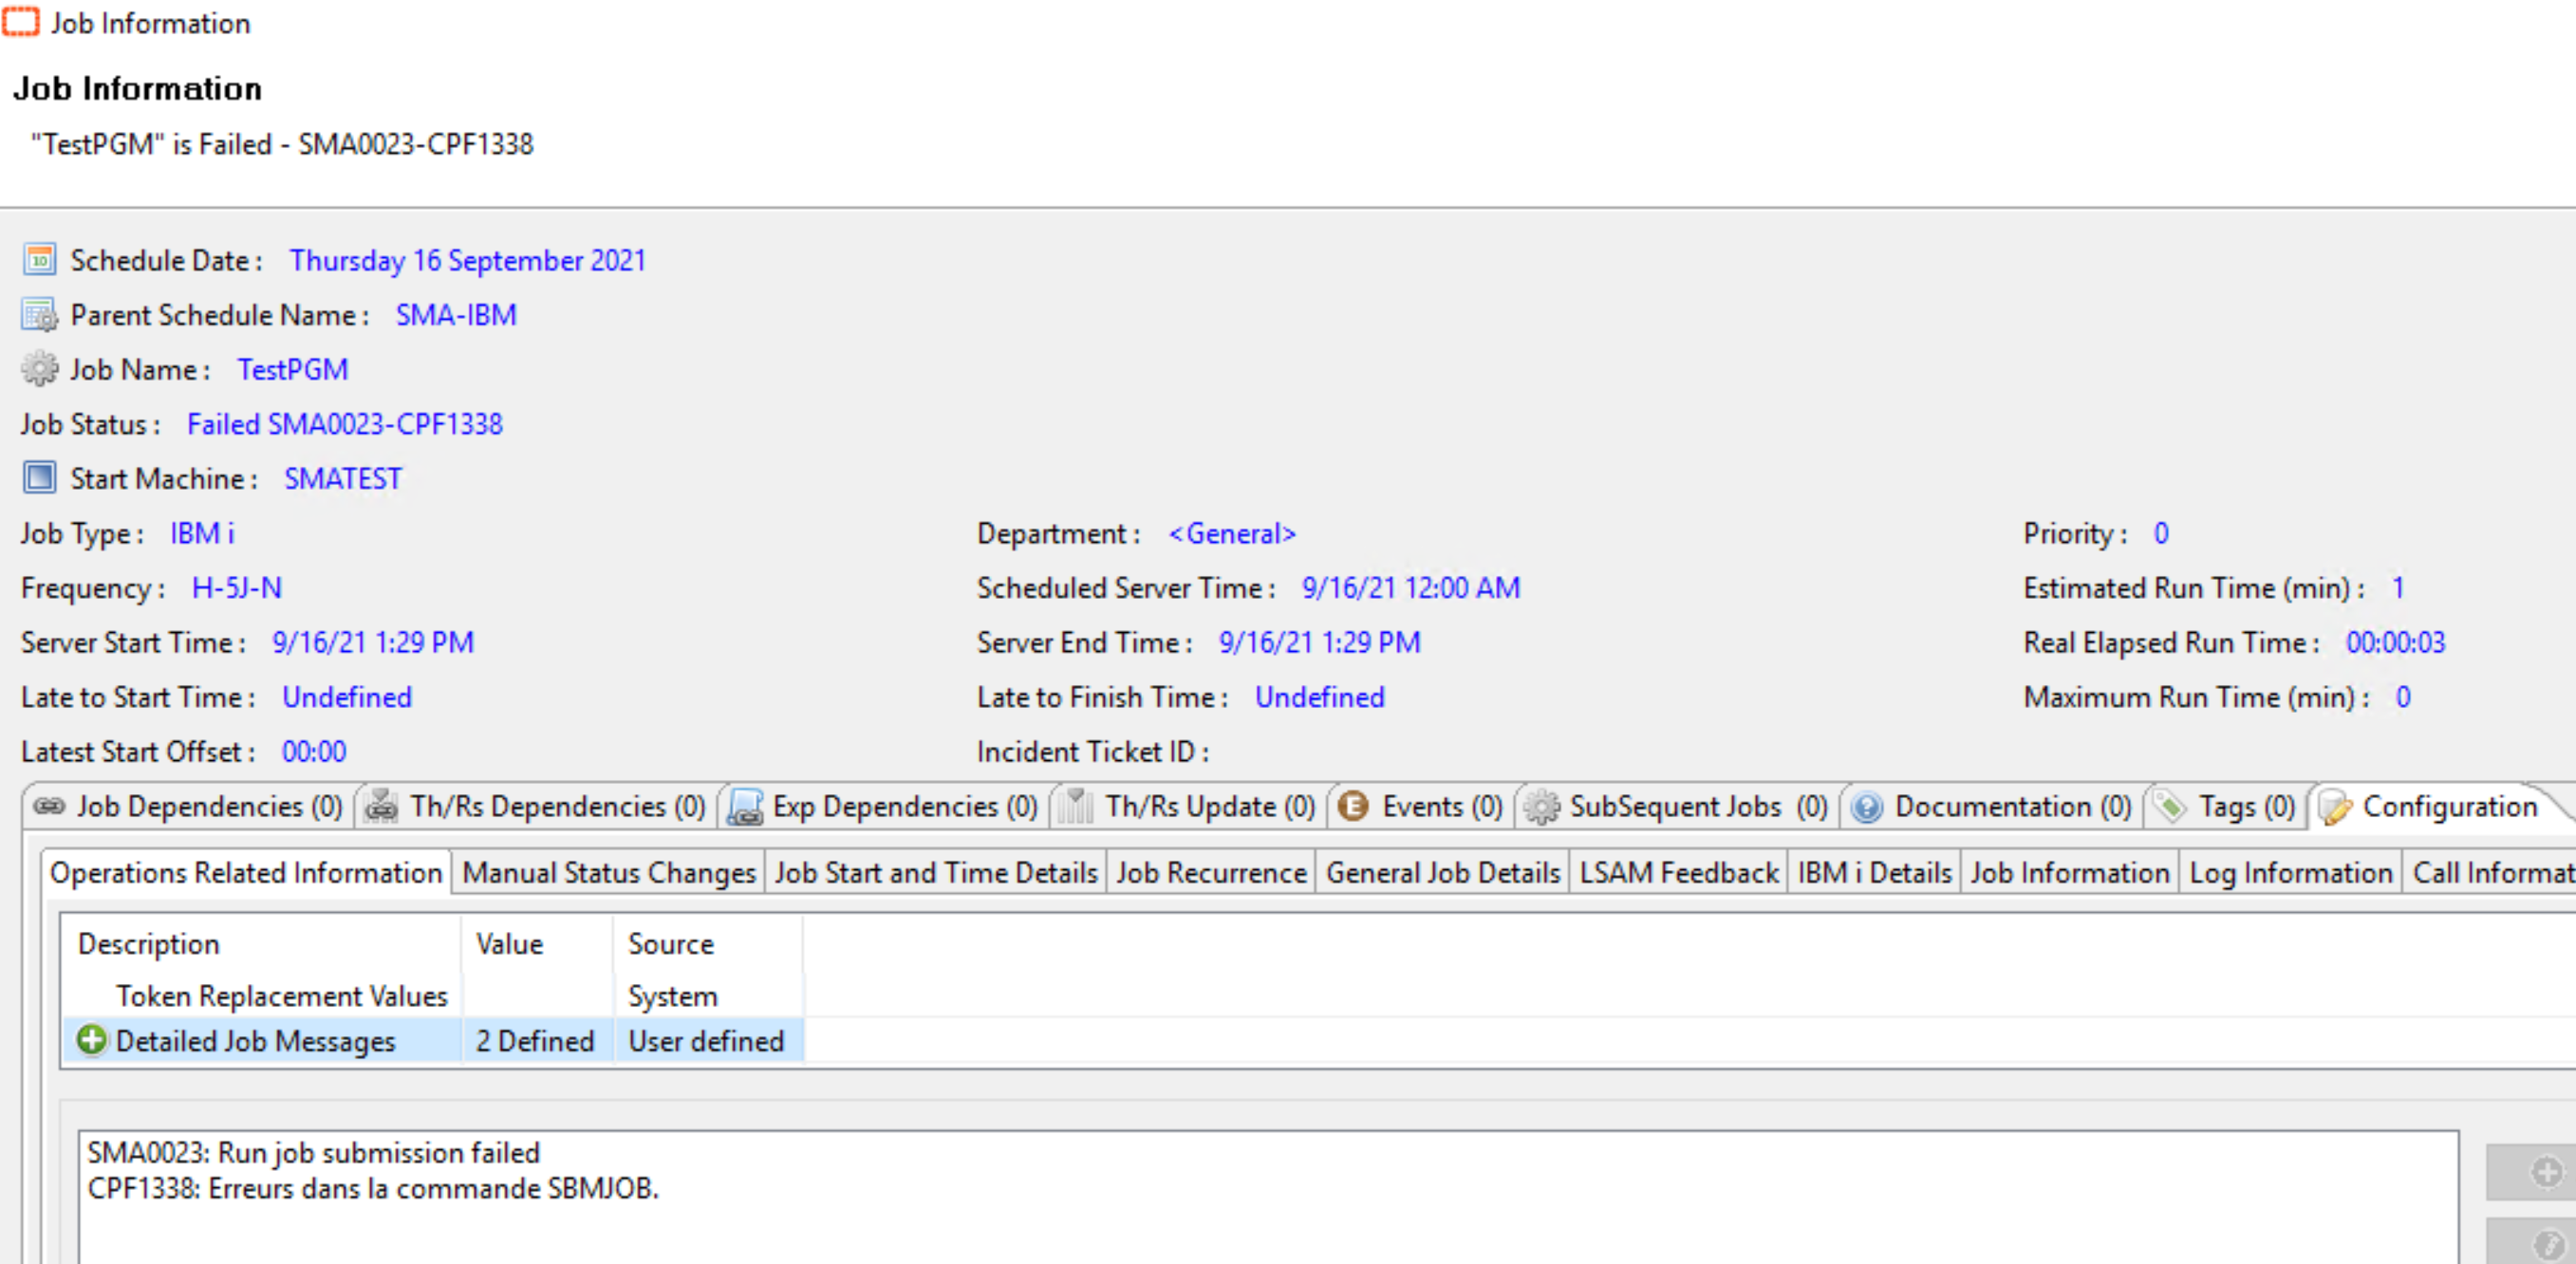 Job Information
Job Information
"TestPGM" is Failed - SMA0023-CPF1338
Schedule Date : Thursday 16 September 2021
Parent Schedule Name : SMA-IBM
Job Name : TestPGM
Job Status : Failed SMA0023-CPF1338
Start Machine : SMATEST
Job Type : IBM i Department : <General> Priority : 0
Frequency : H-5J-N Scheduled Server Time : 9/16/21 12:00 AM Estimated Run Time (min) : 1
Server Start Time : 9/16/21 1:29 PM Server End Time : 9/16/21 1:29 PM Real Elapsed Run Time : 00:00:03
Late to Start Time : Undefined Late to Finish Time : Undefined Maximum Run Time (min) : 0
Latest Start Offset : 00:00 Incident Ticket ID :
Job Dependencies (0) Th/Rs Dependencies (0) Exp Dependencies (0) Th/Rs Update (0) Events (0) SubSequent Jobs (0) Documentation (0) Tags (0) Configuration
Operations Related Information Manual Status Changes Job Start and Time Details Job Recurrence General Job Details LSAM Feedback IBM i Details Job Information Log Information Call Informat
Description Value Source
Token Replacement Values System
Detailed Job Messages 2 Defined User defined
SMA0023: Run job submission failed
CPF1338: Erreurs dans la commande SBMJOB.